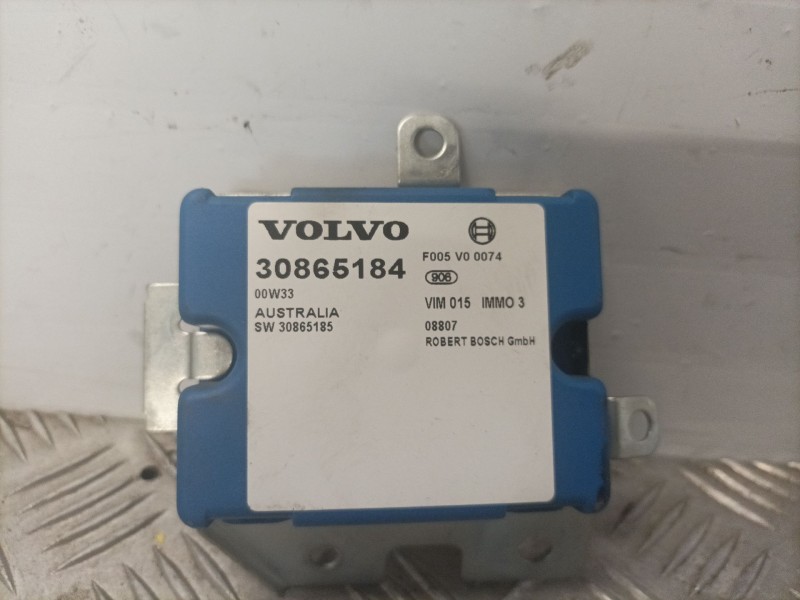 VOLVO
30865184
00W33
AUSTRALIA
SW 30865185
F005 V0 0074
906
VIM 015 IMMO 3
08807
ROBERT BOSCH GmbH